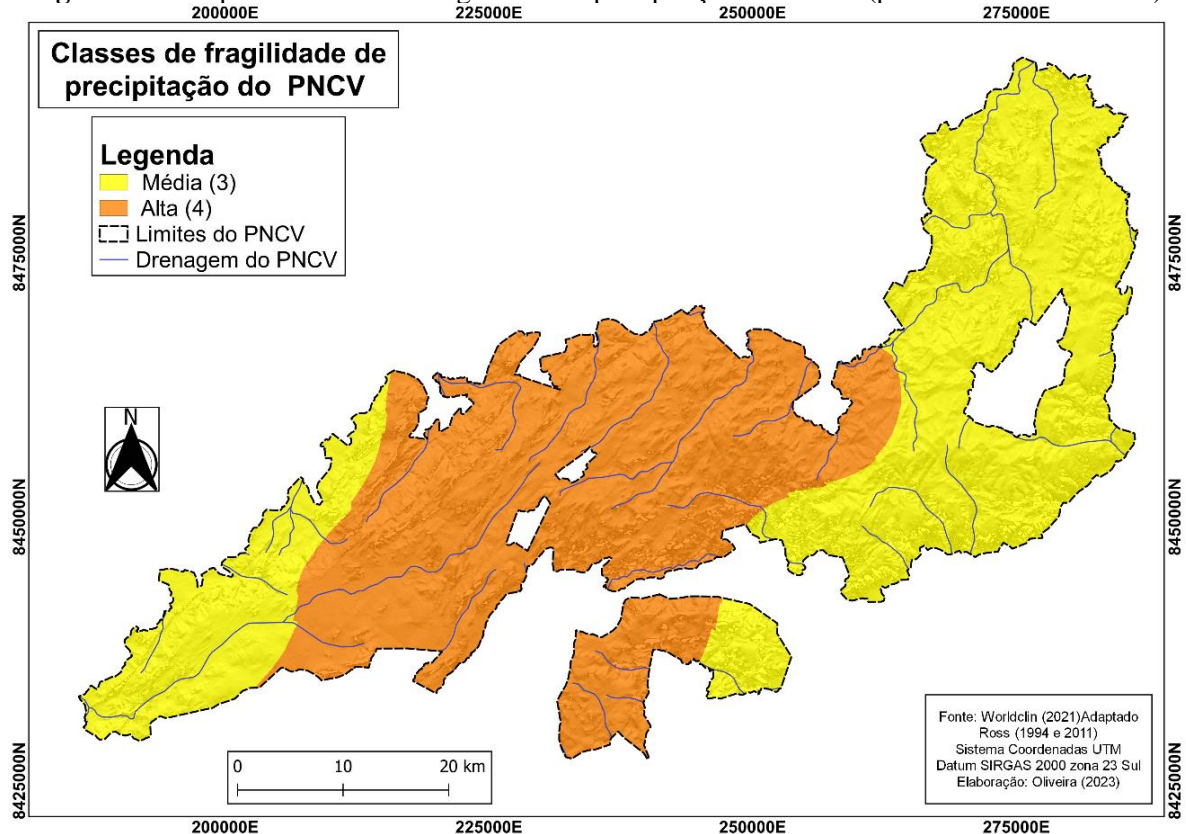 200000E 225000E 250000E 275000E
Classes de fragilidade de
precipitação do PNCV
Legenda
Média (3)
Alta (4)
Limites do PNCV
Drenagem do PNCV
8475000N 8475000N
N
8450000N 8450000N
Fonte: Worldclin (2021)Adaptado
Ross (1994 e 2011)
Sistema Coordenadas UTM
Datum SIRGAS 2000 zona 23 Sul
Elaboração: Oliveira (2023)
0 10 20 km
8425000N 8425000N
200000E 225000E 250000E 275000E